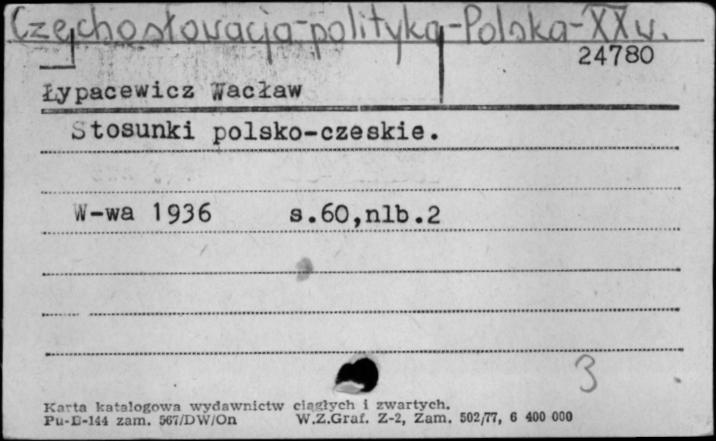 Czechosłowacja-polityka-Polska-XX w.
24780
Łypacewicz Wacław
Stosunki polsko-czeskie.
W-wa 1936 s.60,nlb.2
3
Karta katalogowa wydawnictw ciągłych i zwartych.
Pu-D-144 zam. 567/DW/On W.Z.Graf. Z-2, Zam. 502/77, 6 400 000